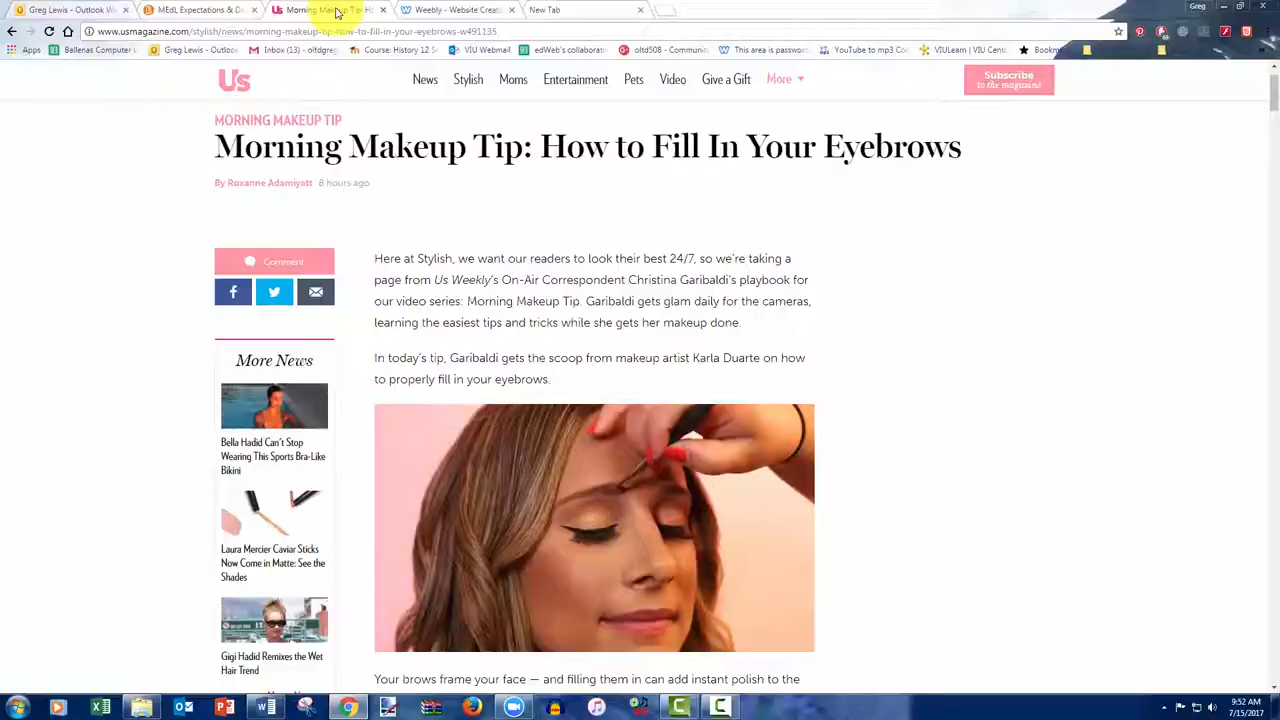 Greg Lewis - Outlook We
MEdL Expectations & De
Morning Makeup Tip: Ho
Weebly - Website Creati
New Tab
Greg
www.usmagazine.com/stylish/news/morning-makeup-tip-how-to-fill-in-your-eyebrows-w491135
Apps
Ballenas Computer L
Greg Lewis - Outlook
Inbox (13) - oltdgreg
Course: History 12 S
VIU Webmail
edWeb's collaborati
oltd508 - Communi
This area is passwor
YouTube to mp3 Co
VIULearn | VIU Cent
Bookm
Us
News
Stylish
Moms
Entertainment
Pets
Video
Give a Gift
More
Subscribe
to the magazine
MORNING MAKEUP TIP
Morning Makeup Tip: How to Fill In Your Eyebrows
By Roxanne Adamiyatt 8 hours ago
Comment
Here at Stylish, we want our readers to look their best 24/7, so we're taking a
page from Us Weekly's On-Air Correspondent Christina Garibaldi's playbook for
our video series: Morning Makeup Tip. Garibaldi gets glam daily for the cameras,
learning the easiest tips and tricks while she gets her makeup done.
In today's tip, Garibaldi gets the scoop from makeup artist Karla Duarte on how
to properly fill in your eyebrows.
More News
Bella Hadid Can't Stop
Wearing This Sports Bra-Like
Bikini
Laura Mercier Caviar Sticks
Now Come in Matte: See the
Shades
Gigi Hadid Remixes the Wet
Hair Trend
Your brows frame your face — and filling them in can add instant polish to the
9:52 AM
7/15/2017